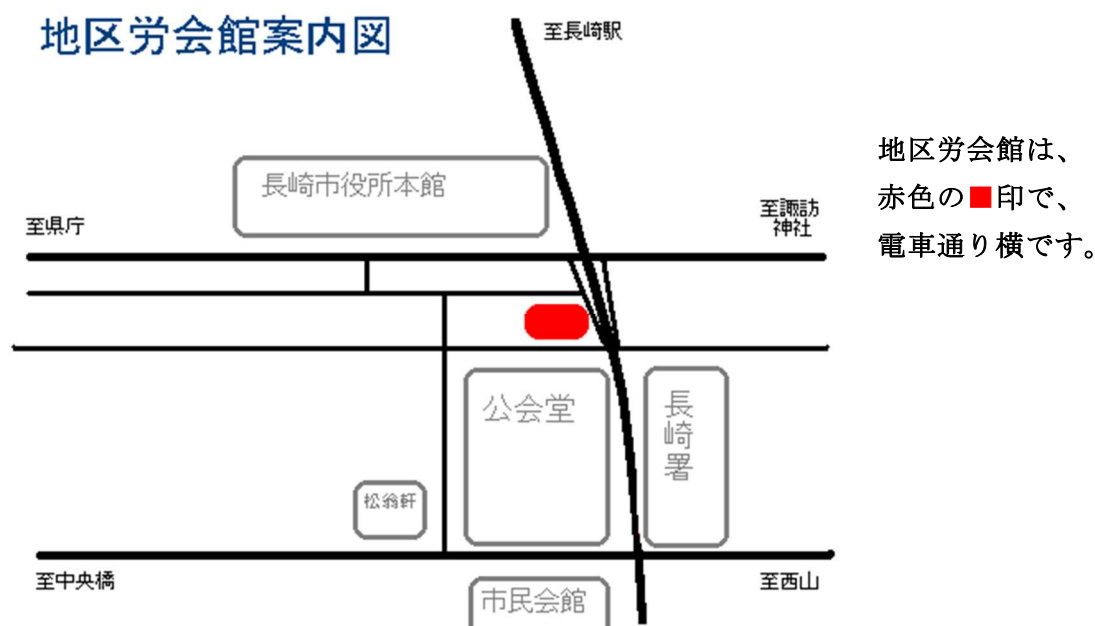 地区労会館案内図
至長崎駅
地区労会館は、
赤色の■印で、
電車通り横です。
長崎市役所本館
至県庁
至諏訪
神社
公会堂
長崎署
松翁軒
至中央橋
至西山
市民会館